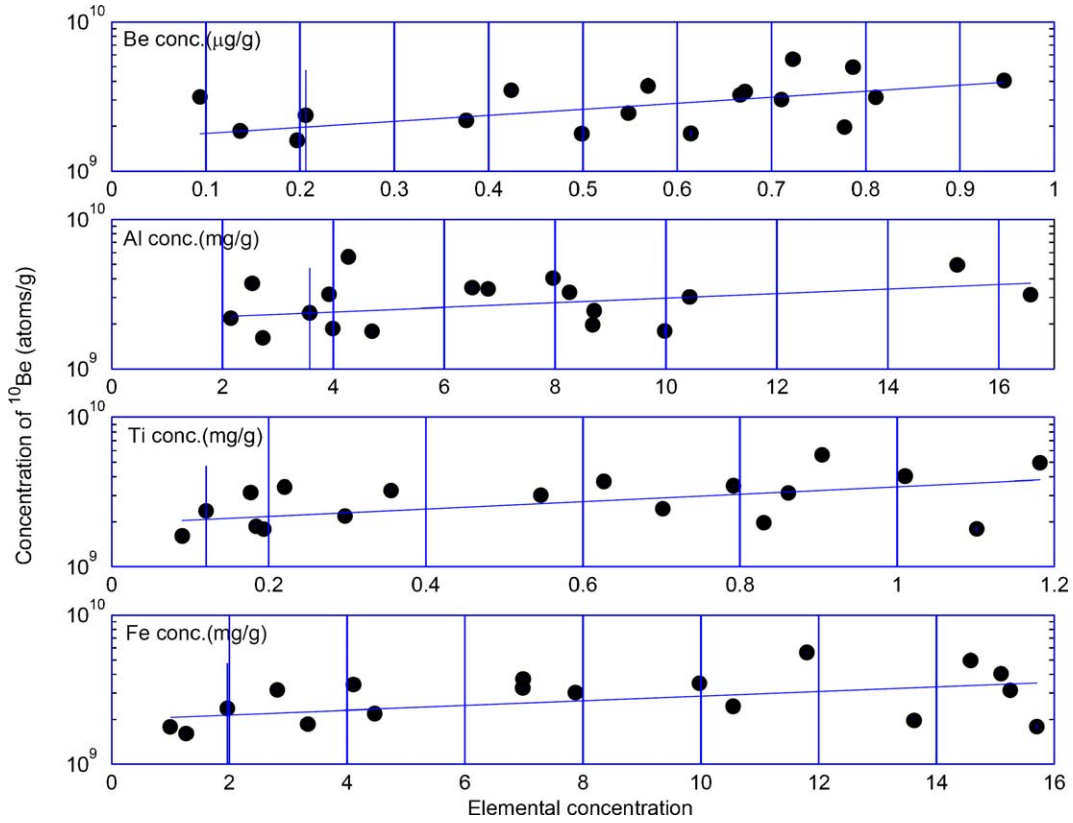 10^10
Be conc.(μg/g)
10^9
0 0.1 0.2 0.3 0.4 0.5 0.6 0.7 0.8 0.9 1
10^10
Al conc.(mg/g)
10^9
0 2 4 6 8 10 12 14 16
10^10
Ti conc.(mg/g)
10^9
0 0.2 0.4 0.6 0.8 1 1.2
10^10
Fe conc.(mg/g)
10^9
0 2 4 6 8 10 12 14 16
Elemental concentration
Concentration of ^10Be (atoms/g)